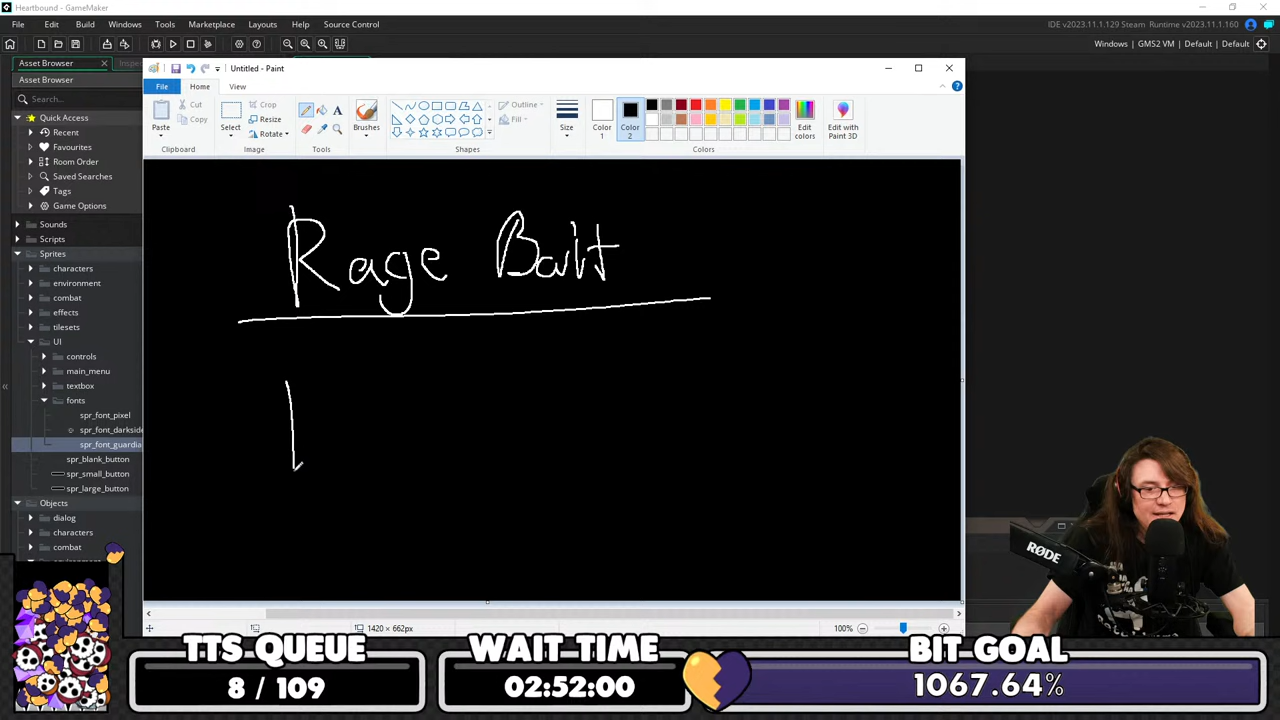 Heartbound - GameMaker
File Edit Build Windows Tools Marketplace Layouts Help Source Control
IDE v2023.11.1.129 Steam Runtime v2023.11.1.160
Windows | GMS2 VM | Default | Default
Asset Browser
Asset Browser
Search...
Quick Access
Recent
Favourites
Room Order
Saved Searches
Tags
Game Options
Sounds
Scripts
Sprites
characters
environment
combat
effects
tilesets
UI
controls
main_menu
textbox
fonts
spr_font_pixel
spr_font_darkside
spr_font_guardia
spr_blank_button
spr_small_button
spr_large_button
Objects
dialog
characters
combat
Untitled - Paint
File Home View
Paste
Cut
Copy
Clipboard
Select
Crop
Resize
Rotate
Image
A
Tools
Brushes
Outline
Fill
Shapes
Size
Color 1
Color 2
Edit colors
Colors
Edit with Paint 3D
Rage Bait
1420 × 662px
100%
RØDE
TTS QUEUE
8 / 109
WAIT TIME
02:52:00
BIT GOAL
1067.64%